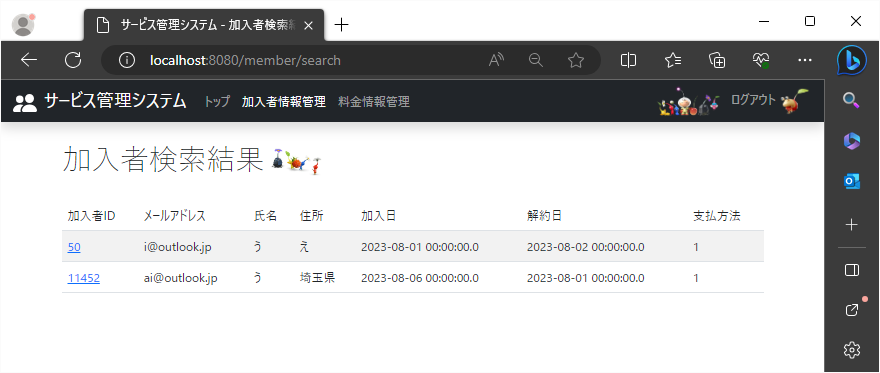 サービス管理システム - 加入者検索
localhost:8080/member/search
サービス管理システム トップ 加入者情報管理 料金情報管理 ログアウト
加入者検索結果
加入者ID メールアドレス 氏名 住所 加入日 解約日 支払方法
50 i@outlook.jp う え 2023-08-01 00:00:00.0 2023-08-02 00:00:00.0 1
11452 ai@outlook.jp う 埼玉県 2023-08-06 00:00:00.0 2023-08-01 00:00:00.0 1